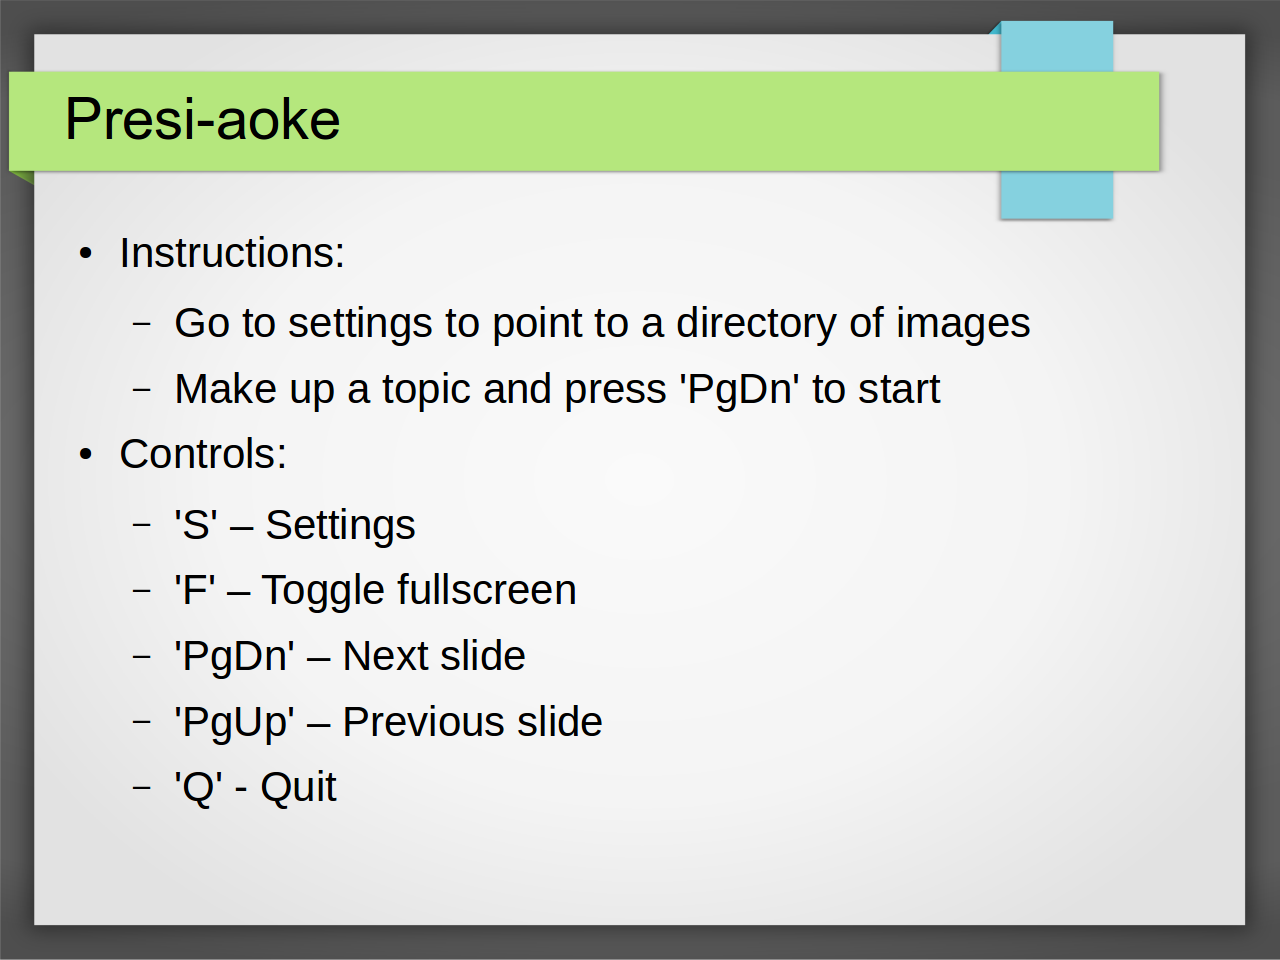 Presi-aoke
• Instructions:
– Go to settings to point to a directory of images
– Make up a topic and press 'PgDn' to start
• Controls:
– 'S' – Settings
– 'F' – Toggle fullscreen
– 'PgDn' – Next slide
– 'PgUp' – Previous slide
– 'Q' - Quit